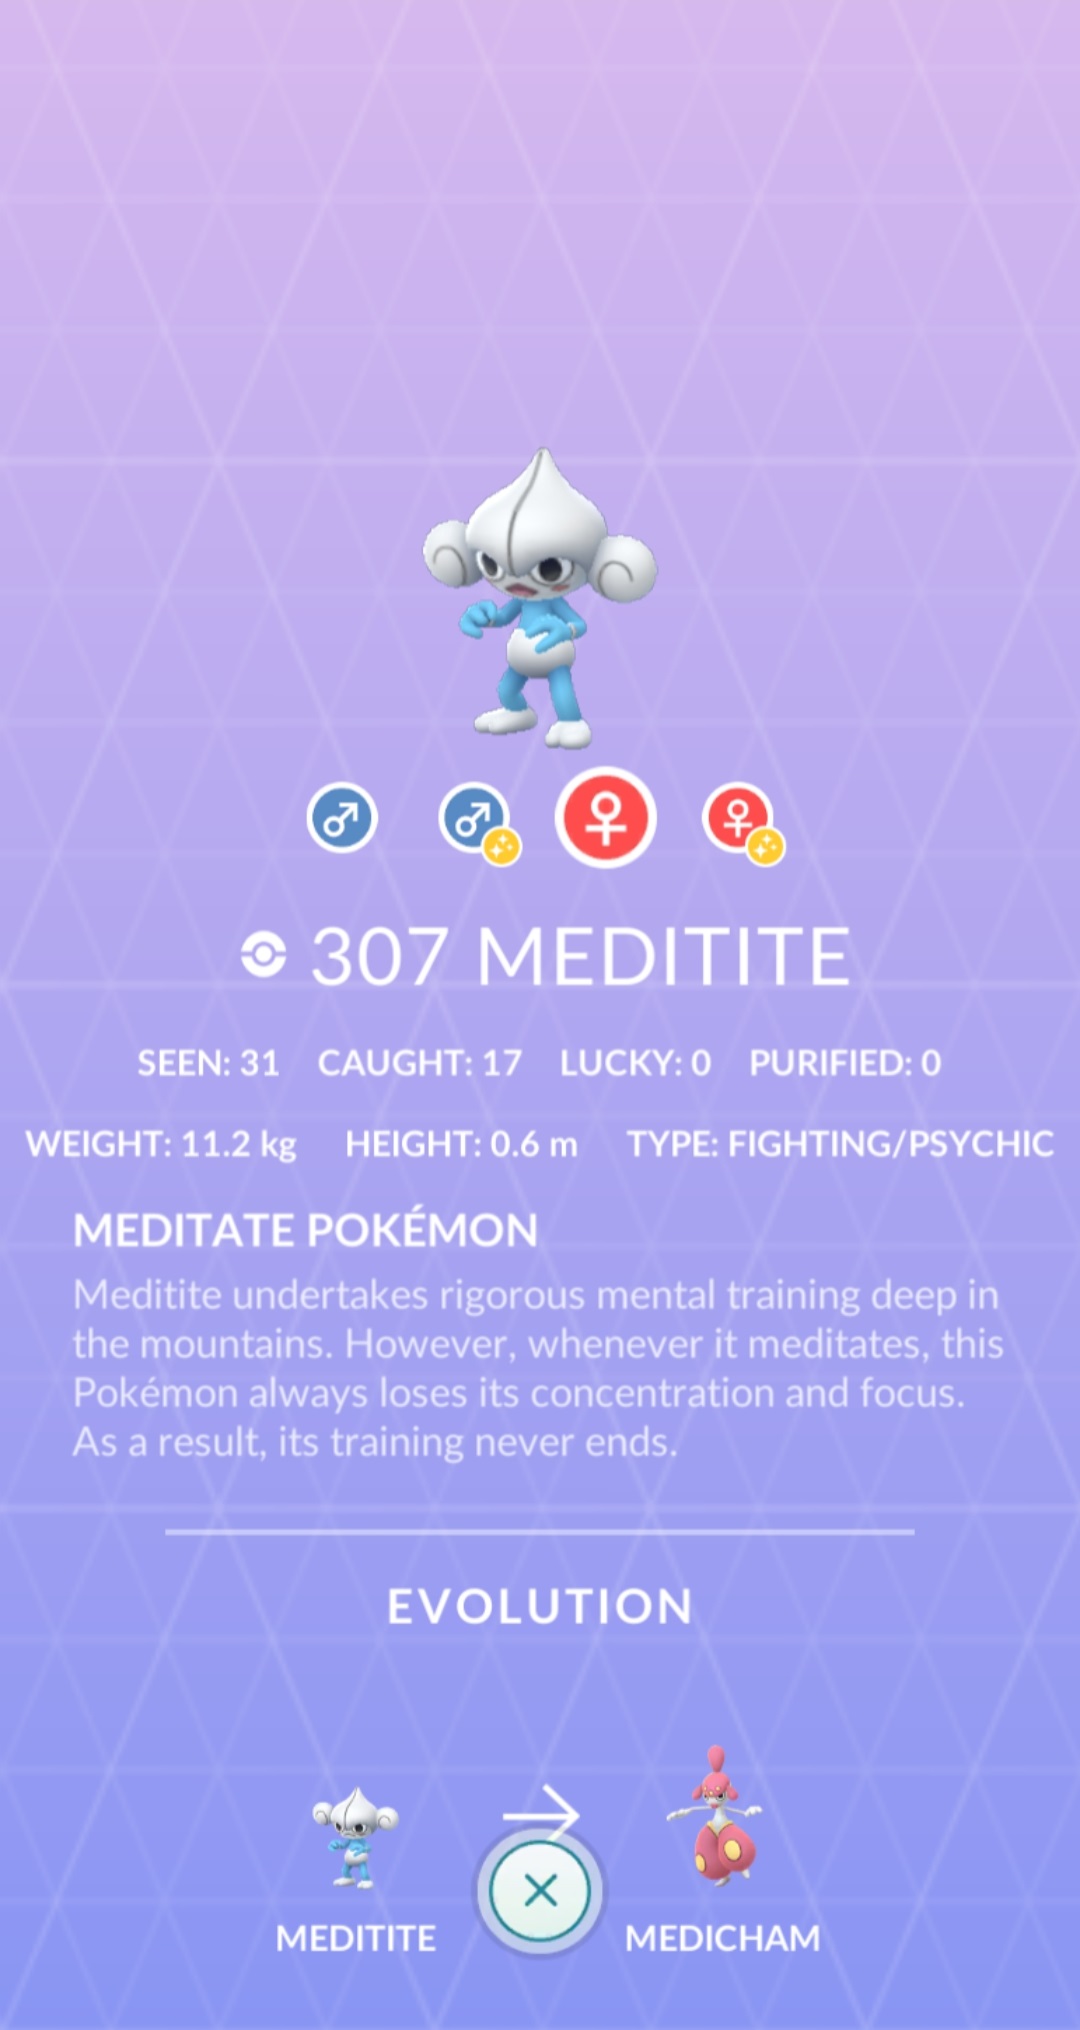 307 MEDITITE
SEEN: 31 CAUGHT: 17 LUCKY: 0 PURIFIED: 0
WEIGHT: 11.2 kg HEIGHT: 0.6 m TYPE: FIGHTING/PSYCHIC
MEDITATE POKÉMON
Meditite undertakes rigorous mental training deep in
the mountains. However, whenever it meditates, this
Pokémon always loses its concentration and focus.
As a result, its training never ends.
EVOLUTION
MEDITITE MEDICHAM